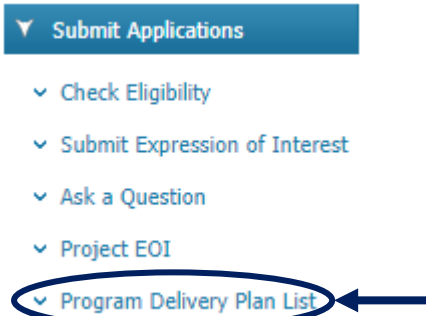 Submit Applications
Check Eligibility
Submit Expression of Interest
Ask a Question
Project EOI
Program Delivery Plan List